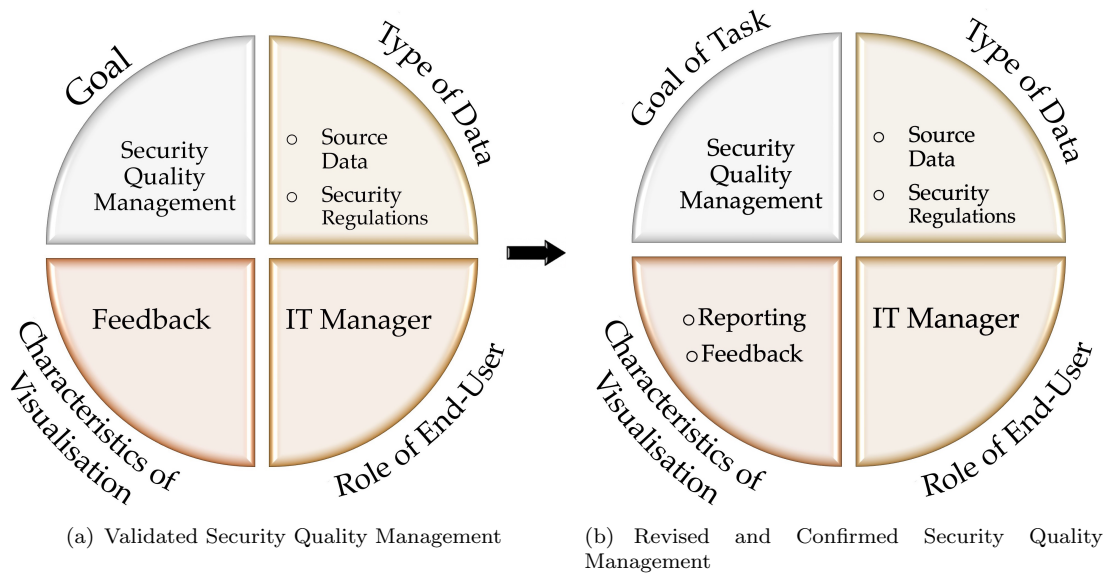 Goal
Type of Data
Security
Quality
Management
○ Source
Data
○ Security
Regulations
Feedback
IT Manager
Characteristics of
Visualisation
Role of End-User
(a) Validated Security Quality Management
Goal of Task
Type of Data
Security
Quality
Management
○ Source
Data
○ Security
Regulations
○ Reporting
○ Feedback
IT Manager
Characteristics of
Visualisation
Role of End-User
(b) Revised and Confirmed Security Quality
Management